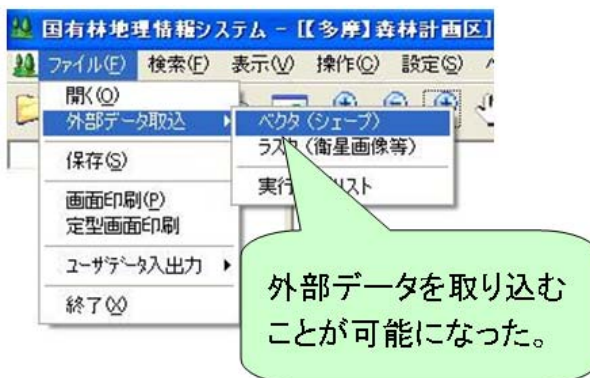 国有林地理情報システム - [【多摩】森林計画区]
ファイル(F) 検索(F) 表示(V) 操作(C) 設定(S)
開く(O)
外部データ取込
ベクタ(シェープ)
ラスタ(衛星画像等)
保存(S)
画面印刷(P)
定型画面印刷
ユーザデータ入出力
終了(X)
外部データを取り込む
ことが可能になった。